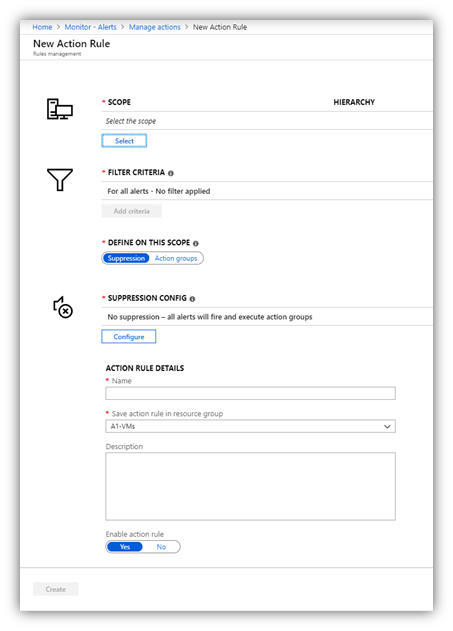 Home > Monitor - Alerts > Manage actions > New Action Rule
New Action Rule
Rules management
* SCOPE HIERARCHY
Select the scope
Select
* FILTER CRITERIA
For all alerts - No filter applied
Add criteria
* DEFINE ON THIS SCOPE
Suppression Action groups
* SUPPRESSION CONFIG
No suppression – all alerts will fire and execute action groups
Configure
ACTION RULE DETAILS
* Name
* Save action rule in resource group
A1-VMs
Description
Enable action rule
Yes No
Create